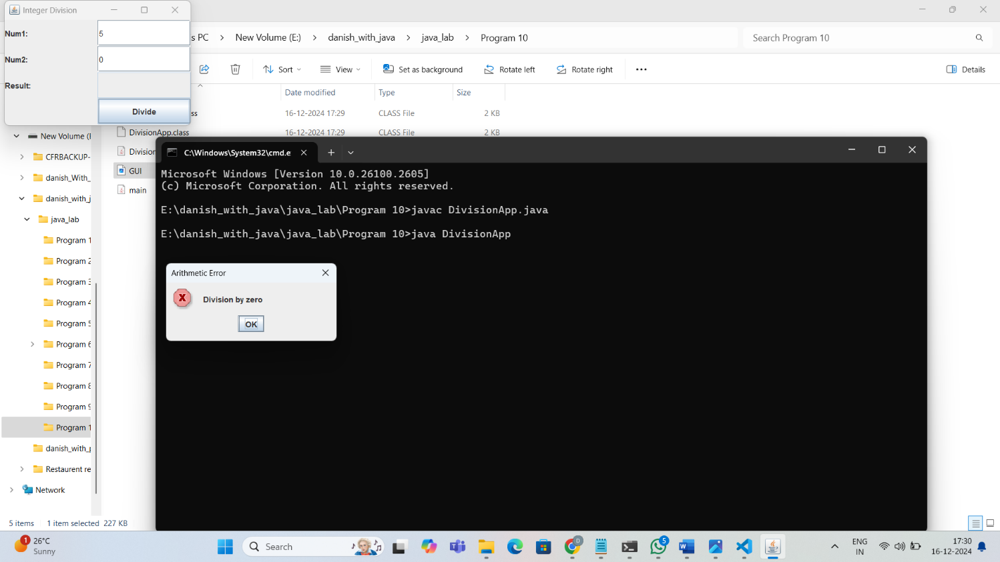 Integer Division
Num1:
5
Num2:
0
Result:
Divide
s PC > New Volume (E:) > danish_with_java > java_lab > Program 10
Search Program 10
Sort
View
Set as background
Rotate left
Rotate right
Details
Date modified
Type
Size
ss
16-12-2024 17:29
CLASS File
2 KB
DivisionApp.class
16-12-2024 17:29
CLASS File
2 KB
Division
GUI
main
New Volume (
CFRBACKUP-
danish_With_
danish_with_j
java_lab
Program 1
Program 2
Program 3
Program 4
Program 5
Program 6
Program 7
Program 8
Program 9
Program 1
danish_with_p
Restaurent re
Network
5 items
1 item selected 227 KB
C:\Windows\System32\cmd.e
Microsoft Windows [Version 10.0.26100.2605]
(c) Microsoft Corporation. All rights reserved.
E:\danish_with_java\java_lab\Program 10>javac DivisionApp.java
E:\danish_with_java\java_lab\Program 10>java DivisionApp
Arithmetic Error
Division by zero
OK
1
26°C
Sunny
Search
D
5
ENG
IN
17:30
16-12-2024